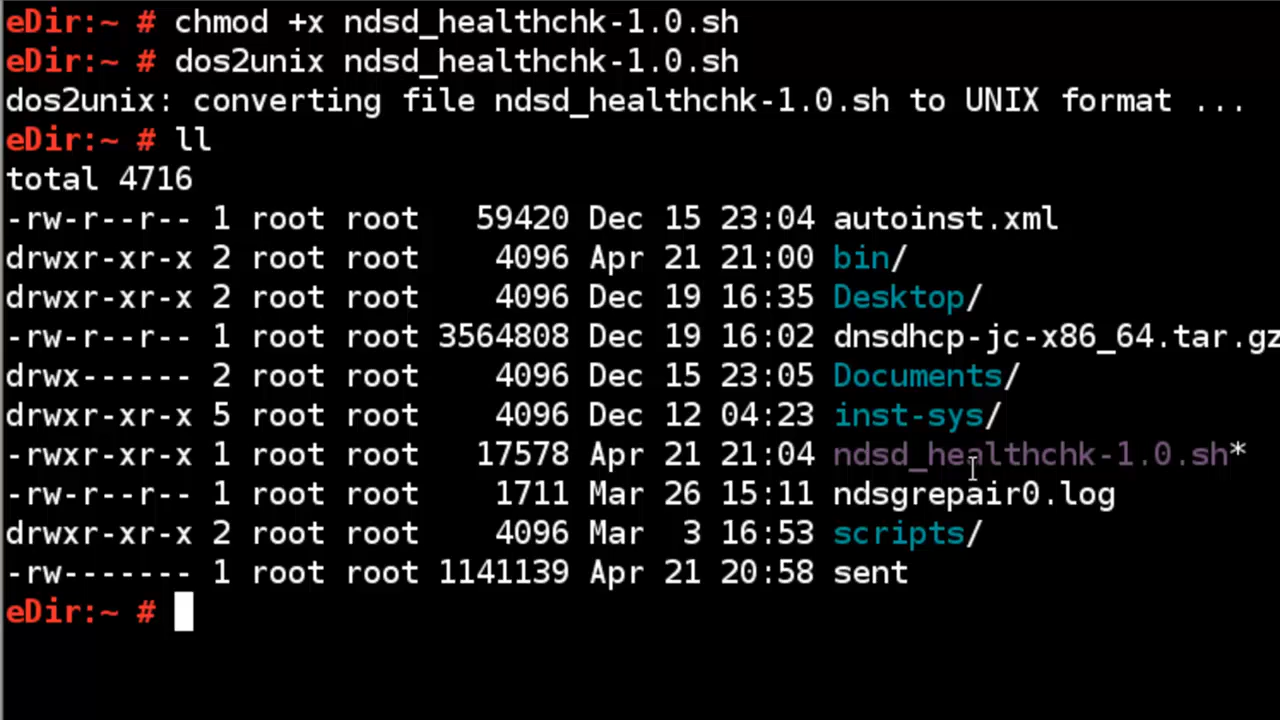 eDir:~ # chmod +x ndsd_healthchk-1.0.sh
eDir:~ # dos2unix ndsd_healthchk-1.0.sh
dos2unix: converting file ndsd_healthchk-1.0.sh to UNIX format ...
eDir:~ # ll
total 4716
-rw-r--r-- 1 root root   59420 Dec 15 23:04 autoinst.xml
drwxr-xr-x 2 root root    4096 Apr 21 21:00 bin/
drwxr-xr-x 2 root root    4096 Dec 19 16:35 Desktop/
-rw-r--r-- 1 root root 3564808 Dec 19 16:02 dnsdhcp-jc-x86_64.tar.gz
drwx------ 2 root root    4096 Dec 15 23:05 Documents/
drwxr-xr-x 5 root root    4096 Dec 12 04:23 inst-sys/
-rwxr-xr-x 1 root root   17578 Apr 21 21:04 ndsd_healthchk-1.0.sh*
-rw-r--r-- 1 root root    1711 Mar 26 15:11 ndsgrepair0.log
drwxr-xr-x 2 root root    4096 Mar  3 16:53 scripts/
-rw------- 1 root root 1141139 Apr 21 20:58 sent
eDir:~ #